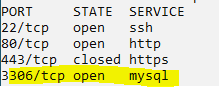 PORT STATE SERVICE
22/tcp open ssh
80/tcp open http
443/tcp closed https
3306/tcp open mysql